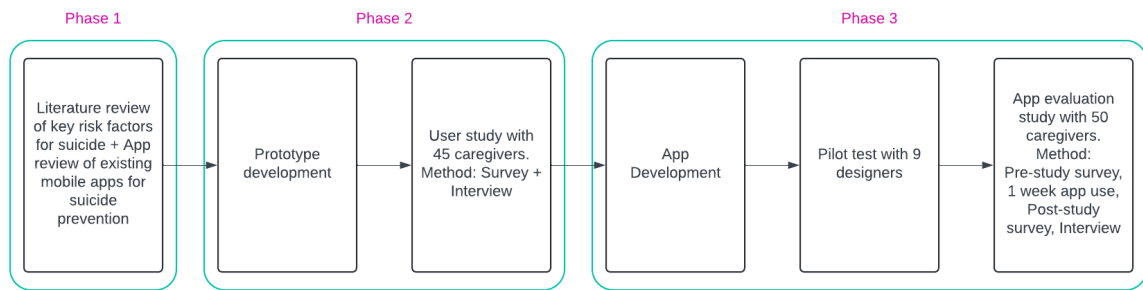 Phase 1
Phase 2
Phase 3
Literature review
of key risk factors
for suicide + App
review of existing
mobile apps for
suicide
prevention
Prototype
development
User study with
45 caregivers.
Method: Survey +
Interview
App
Development
Pilot test with 9
designers
App evaluation
study with 50
caregivers.
Method:
Pre-study survey,
1 week app use,
Post-study
survey, Interview